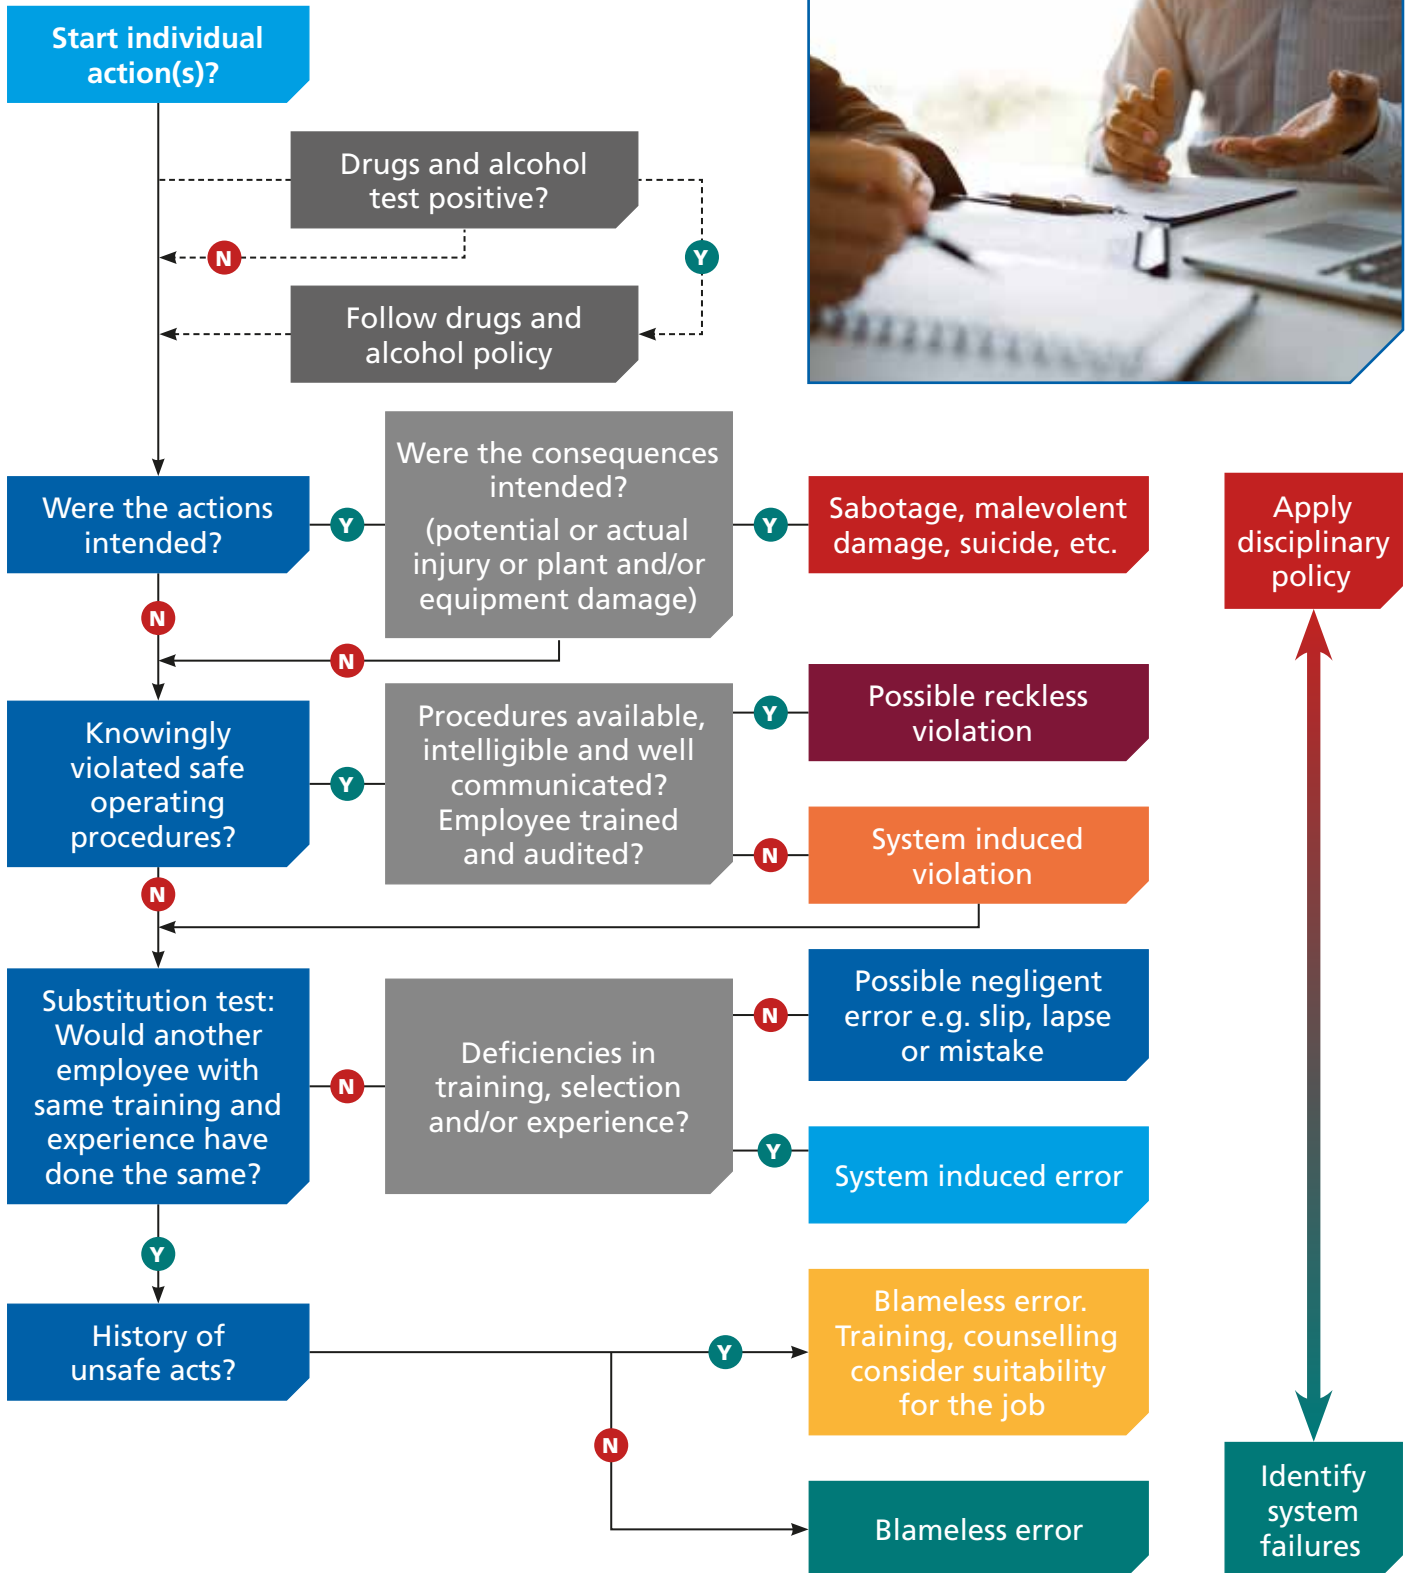 Start individual
action(s)?
Drugs and alcohol
test positive?
N
Y
Follow drugs and
alcohol policy
Were the actions
intended?
Y
Were the consequences
intended?
(potential or actual
injury or plant and/or
equipment damage)
Y
Sabotage, malevolent
damage, suicide, etc.
Apply
disciplinary
policy
N
N
Knowingly
violated safe
operating
procedures?
Y
Procedures available,
intelligible and well
communicated?
Employee trained
and audited?
Y
Possible reckless
violation
N
System induced
violation
N
Substitution test:
Would another
employee with
same training and
experience have
done the same?
N
Deficiencies in
training, selection
and/or experience?
N
Possible negligent
error e.g. slip, lapse
or mistake
Y
System induced error
Y
History of
unsafe acts?
Y
Blameless error.
Training, counselling
consider suitability
for the job
N
Blameless error
Identify
system
failures